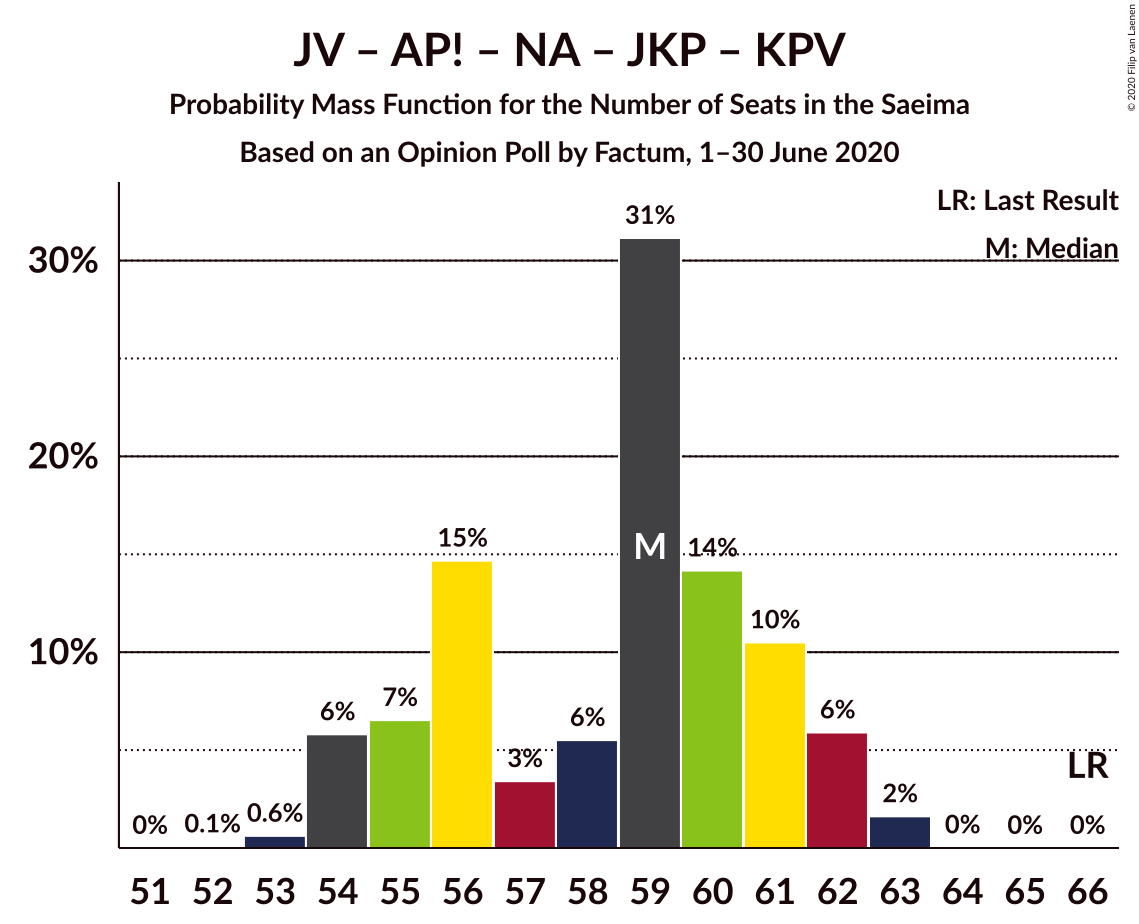 JV – AP! – NA – JKP – KPV
Probability Mass Function for the Number of Seats in the Saeima
Based on an Opinion Poll by Factum, 1–30 June 2020
© 2020 Filip van Laenen
LR: Last Result
M: Median
30%
20%
10%
0%
0.1%
0.6%
6%
7%
15%
3%
6%
31%
M
14%
10%
6%
2%
0%
0%
0%
LR
51 52 53 54 55 56 57 58 59 60 61 62 63 64 65 66